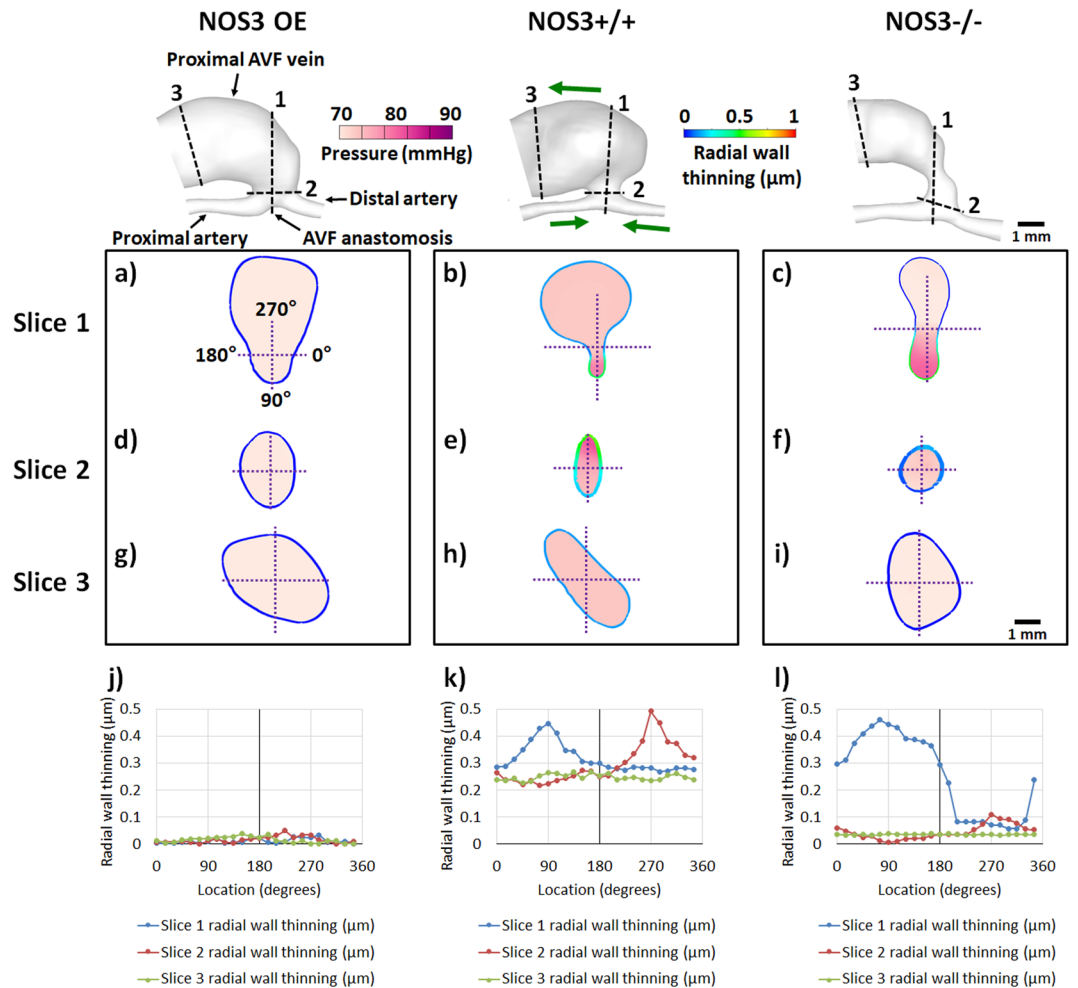 NOS3 OE
NOS3+/+
NOS3-/-
Proximal AVF vein
3
1
2
70 80 90
Pressure (mmHg)
Distal artery
Proximal artery
AVF anastomosis
3
1
2
0 0.5 1
Radial wall
thinning (µm)
3
1
2
1 mm
Slice 1
a)
270°
180°
0°
90°
b)
c)
Slice 2
d)
e)
f)
Slice 3
g)
h)
i)
1 mm
j)
Radial wall thinning (µm)
0.5
0.4
0.3
0.2
0.1
0
0 90 180 270 360
Location (degrees)
Slice 1 radial wall thinning (µm)
Slice 2 radial wall thinning (µm)
Slice 3 radial wall thinning (µm)
k)
Radial wall thinning (µm)
0.5
0.4
0.3
0.2
0.1
0
0 90 180 270 360
Location (degrees)
Slice 1 radial wall thinning (µm)
Slice 2 radial wall thinning (µm)
Slice 3 radial wall thinning (µm)
l)
Radial wall thinning (µm)
0.5
0.4
0.3
0.2
0.1
0
0 90 180 270 360
Location (degrees)
Slice 1 radial wall thinning (µm)
Slice 2 radial wall thinning (µm)
Slice 3 radial wall thinning (µm)